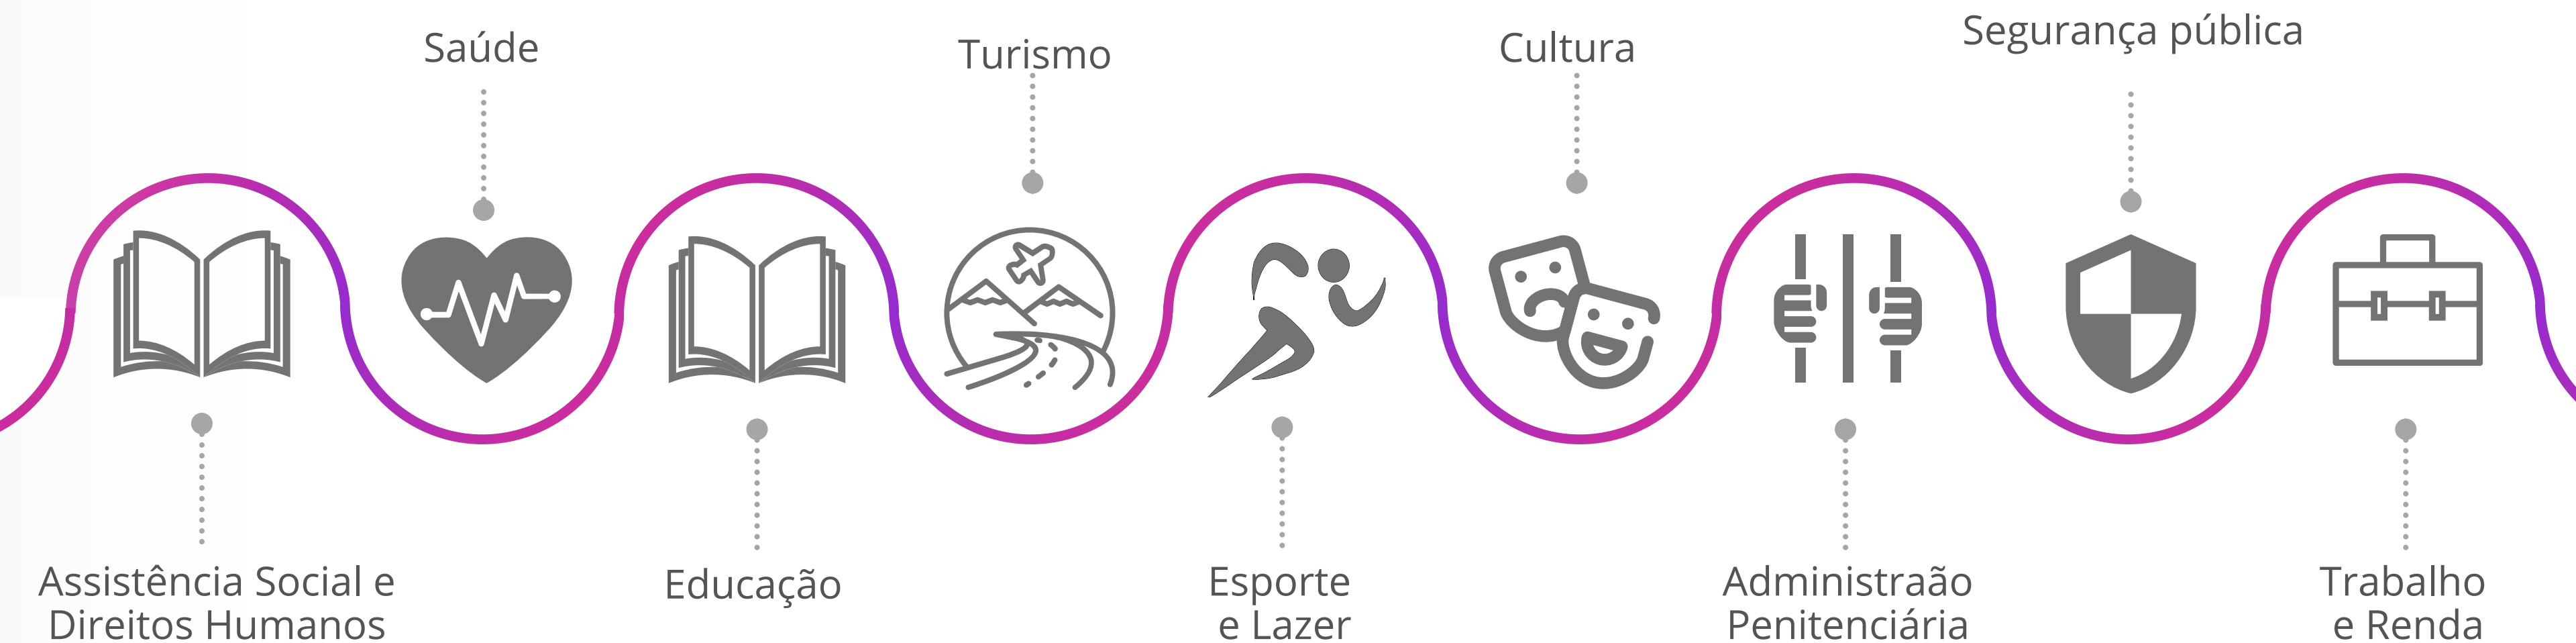 Saúde
Turismo
Cultura
Segurança pública
Assistência Social e
Direitos Humanos
Educação
Esporte
e Lazer
Administraão
Penitenciária
Trabalho
e Renda